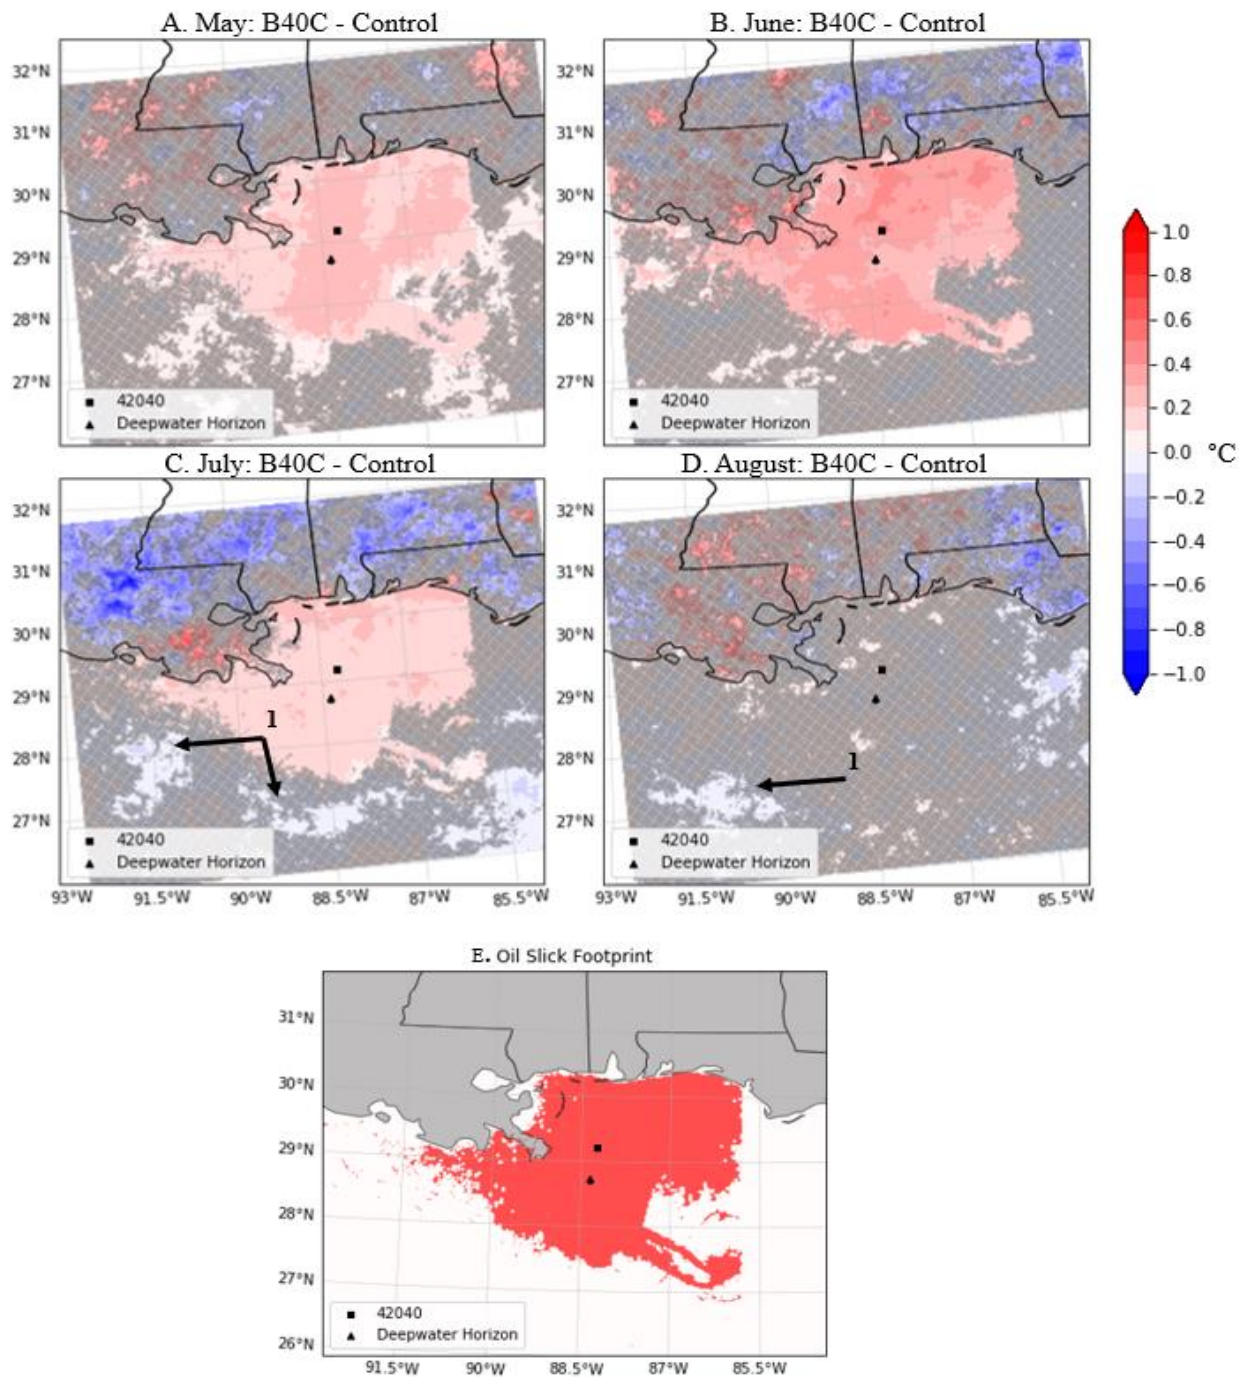 A. May: B40C - Control
B. June: B40C - Control
32°N
31°N
30°N
29°N
28°N
27°N
42040
Deepwater Horizon
32°N
31°N
30°N
29°N
28°N
27°N
42040
Deepwater Horizon
1.0
0.8
0.6
0.4
0.2
0.0
−0.2
−0.4
−0.6
−0.8
−1.0
°C
C. July: B40C - Control
D. August: B40C - Control
32°N
31°N
30°N
29°N
28°N
27°N
1
42040
Deepwater Horizon
93°W
91.5°W
90°W
88.5°W
87°W
85.5°W
32°N
31°N
30°N
29°N
28°N
27°N
1
42040
Deepwater Horizon
93°W
91.5°W
90°W
88.5°W
87°W
85.5°W
E. Oil Slick Footprint
31°N
30°N
29°N
28°N
27°N
26°N
42040
Deepwater Horizon
91.5°W
90°W
88.5°W
87°W
85.5°W